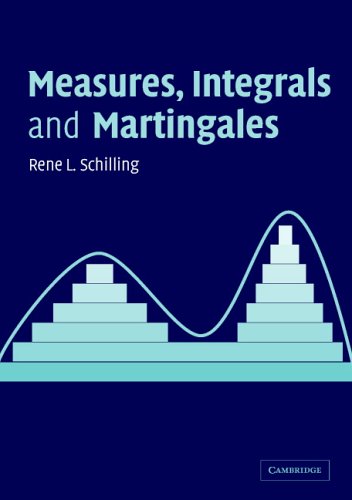 Measures, Integrals
and Martingales
Rene L. Schilling
CAMBRIDGE